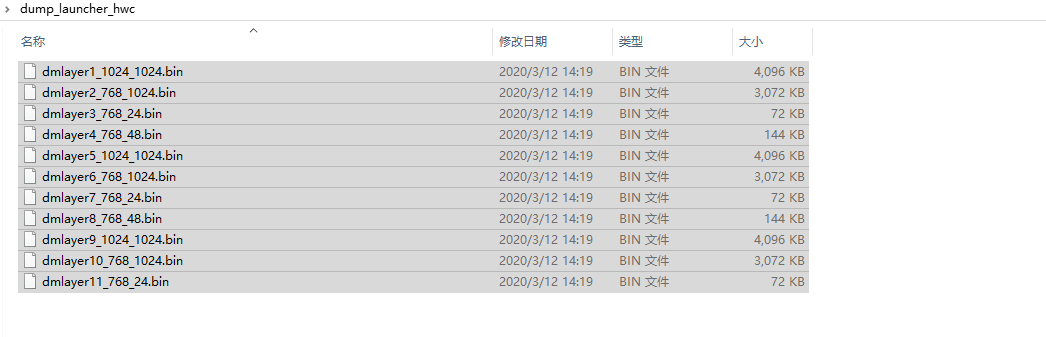 dump_launcher_hwc
名称 修改日期 类型 大小
dmlayer1_1024_1024.bin 2020/3/12 14:19 BIN 文件 4,096 KB
dmlayer2_768_1024.bin 2020/3/12 14:19 BIN 文件 3,072 KB
dmlayer3_768_24.bin 2020/3/12 14:19 BIN 文件 72 KB
dmlayer4_768_48.bin 2020/3/12 14:19 BIN 文件 144 KB
dmlayer5_1024_1024.bin 2020/3/12 14:19 BIN 文件 4,096 KB
dmlayer6_768_1024.bin 2020/3/12 14:19 BIN 文件 3,072 KB
dmlayer7_768_24.bin 2020/3/12 14:19 BIN 文件 72 KB
dmlayer8_768_48.bin 2020/3/12 14:19 BIN 文件 144 KB
dmlayer9_1024_1024.bin 2020/3/12 14:19 BIN 文件 4,096 KB
dmlayer10_768_1024.bin 2020/3/12 14:19 BIN 文件 3,072 KB
dmlayer11_768_24.bin 2020/3/12 14:19 BIN 文件 72 KB